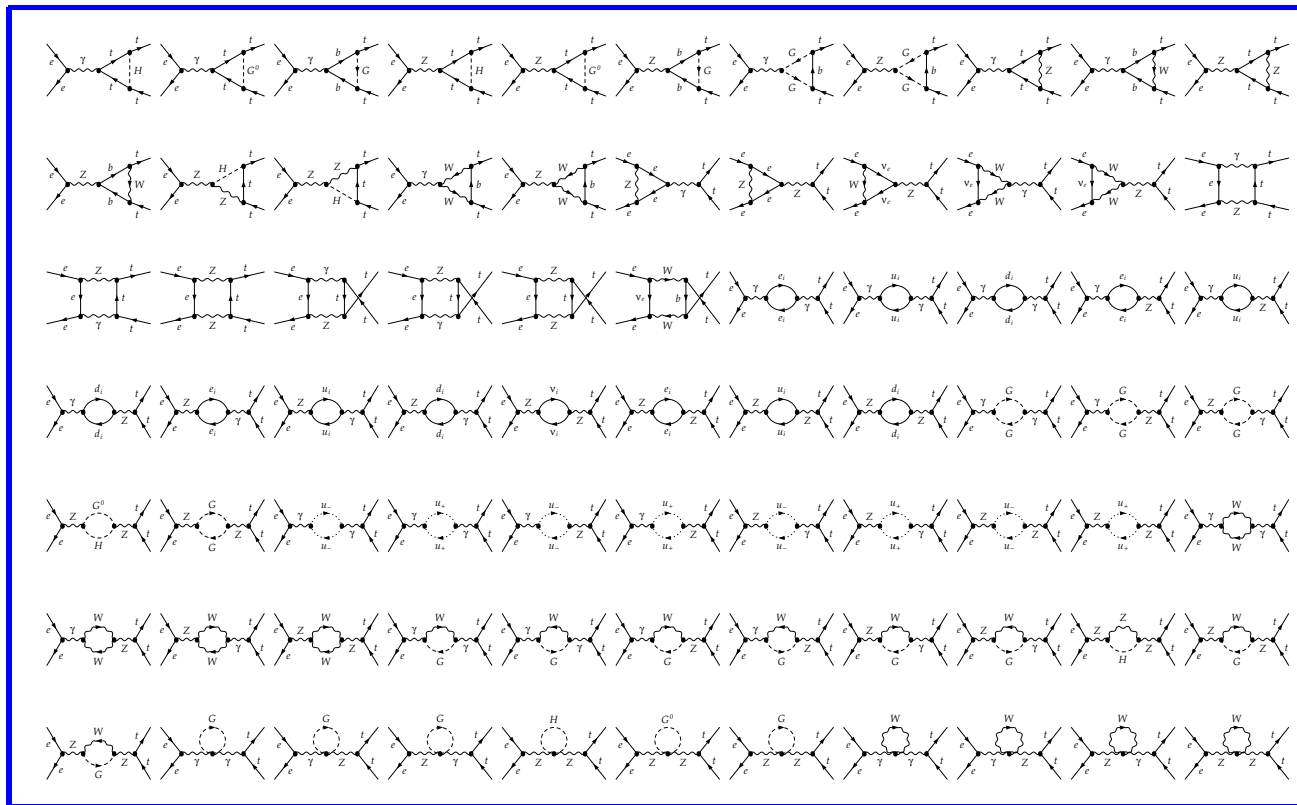 e e γ t t H t t e e γ t t G⁰ t t e e γ b b G t t e e Z t t H t t e e Z t t G⁰ t t e e Z b b G t t e e γ G G b t t e e Z G G b t t e e γ t t Z t t e e γ b b W t t e e Z t t Z t t
e e Z b b W t t e e Z H Z t t t e e Z Z H t t t e e γ W W b t t e e Z W W b t t e e Z e e γ t t e e Z e e Z t t e e W νₑ νₑ Z t t e e νₑ W W γ t t e e νₑ W W Z t t e e γ e t Z t t
e e Z e t γ t t e e Z e t Z t t e e γ e t Z t t e e Z e t γ t t e e Z e t Z t t e e W νₑ b W t t e e γ eᵢ eᵢ γ t t e e γ uᵢ uᵢ γ t t e e γ dᵢ dᵢ γ t t e e γ eᵢ eᵢ Z t t e e γ uᵢ uᵢ Z t t
e e γ dᵢ dᵢ Z t t e e Z eᵢ eᵢ γ t t e e Z uᵢ uᵢ γ t t e e Z dᵢ dᵢ γ t t e e Z νᵢ νᵢ Z t t e e Z eᵢ eᵢ Z t t e e Z uᵢ uᵢ Z t t e e Z dᵢ dᵢ Z t t e e γ G G γ t t e e γ G G Z t t e e Z G G γ t t
e e Z G⁰ H Z t t e e Z G G Z t t e e γ u₋ u₋ γ t t e e γ u₊ u₊ γ t t e e γ u₋ u₋ Z t t e e γ u₊ u₊ Z t t e e Z u₋ u₋ γ t t e e Z u₊ u₊ γ t t e e Z u₋ u₋ Z t t e e Z u₊ u₊ Z t t e e γ W W γ t t
e e γ W W Z t t e e Z W W γ t t e e Z W W Z t t e e γ W G γ t t e e γ W G γ t t e e γ W G Z t t e e γ W G Z t t e e Z W G γ t t e e Z W G γ t t e e Z Z H Z t t e e Z W G Z t t
e e Z W G Z t t e e G γ γ t t e e G γ Z t t e e G Z γ t t e e H Z Z t t e e G⁰ Z Z t t e e G Z Z t t e e W γ γ t t e e W γ Z t t e e W Z γ t t e e W Z Z t t